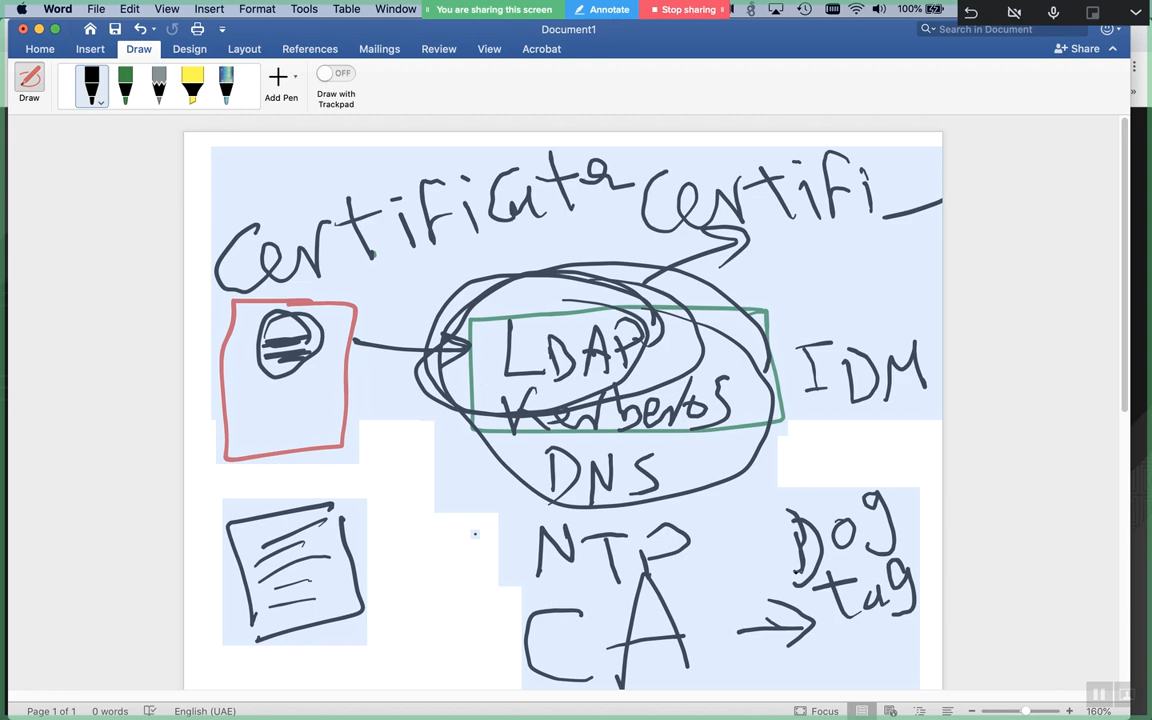 Word File Edit View Insert Format Tools Table Window You are sharing this screen Annotate Stop sharing 100%
Document1
Search in Document
Home Insert Draw Design Layout References Mailings Review View Acrobat Share
OFF
Draw Add Pen Draw with Trackpad
Certificate Certifi
LDAP
Kerberos
IDM
DNS
NTP
Dog
tag
CA
Page 1 of 1 0 words English (UAE) Focus 160%